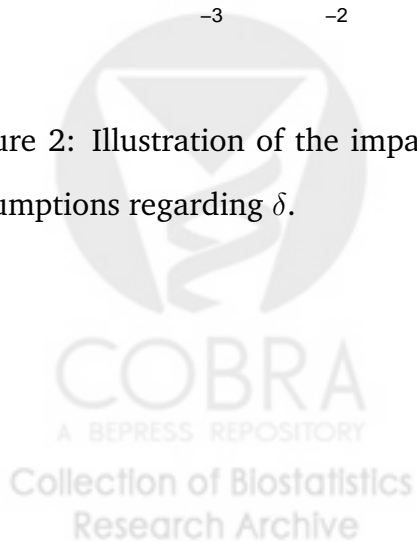 −3 −2
ure 2: Illustration of the impa
umptions regarding δ.
COBRA
A BEPRESS REPOSITORY
Collection of Biostatistics
Research Archive